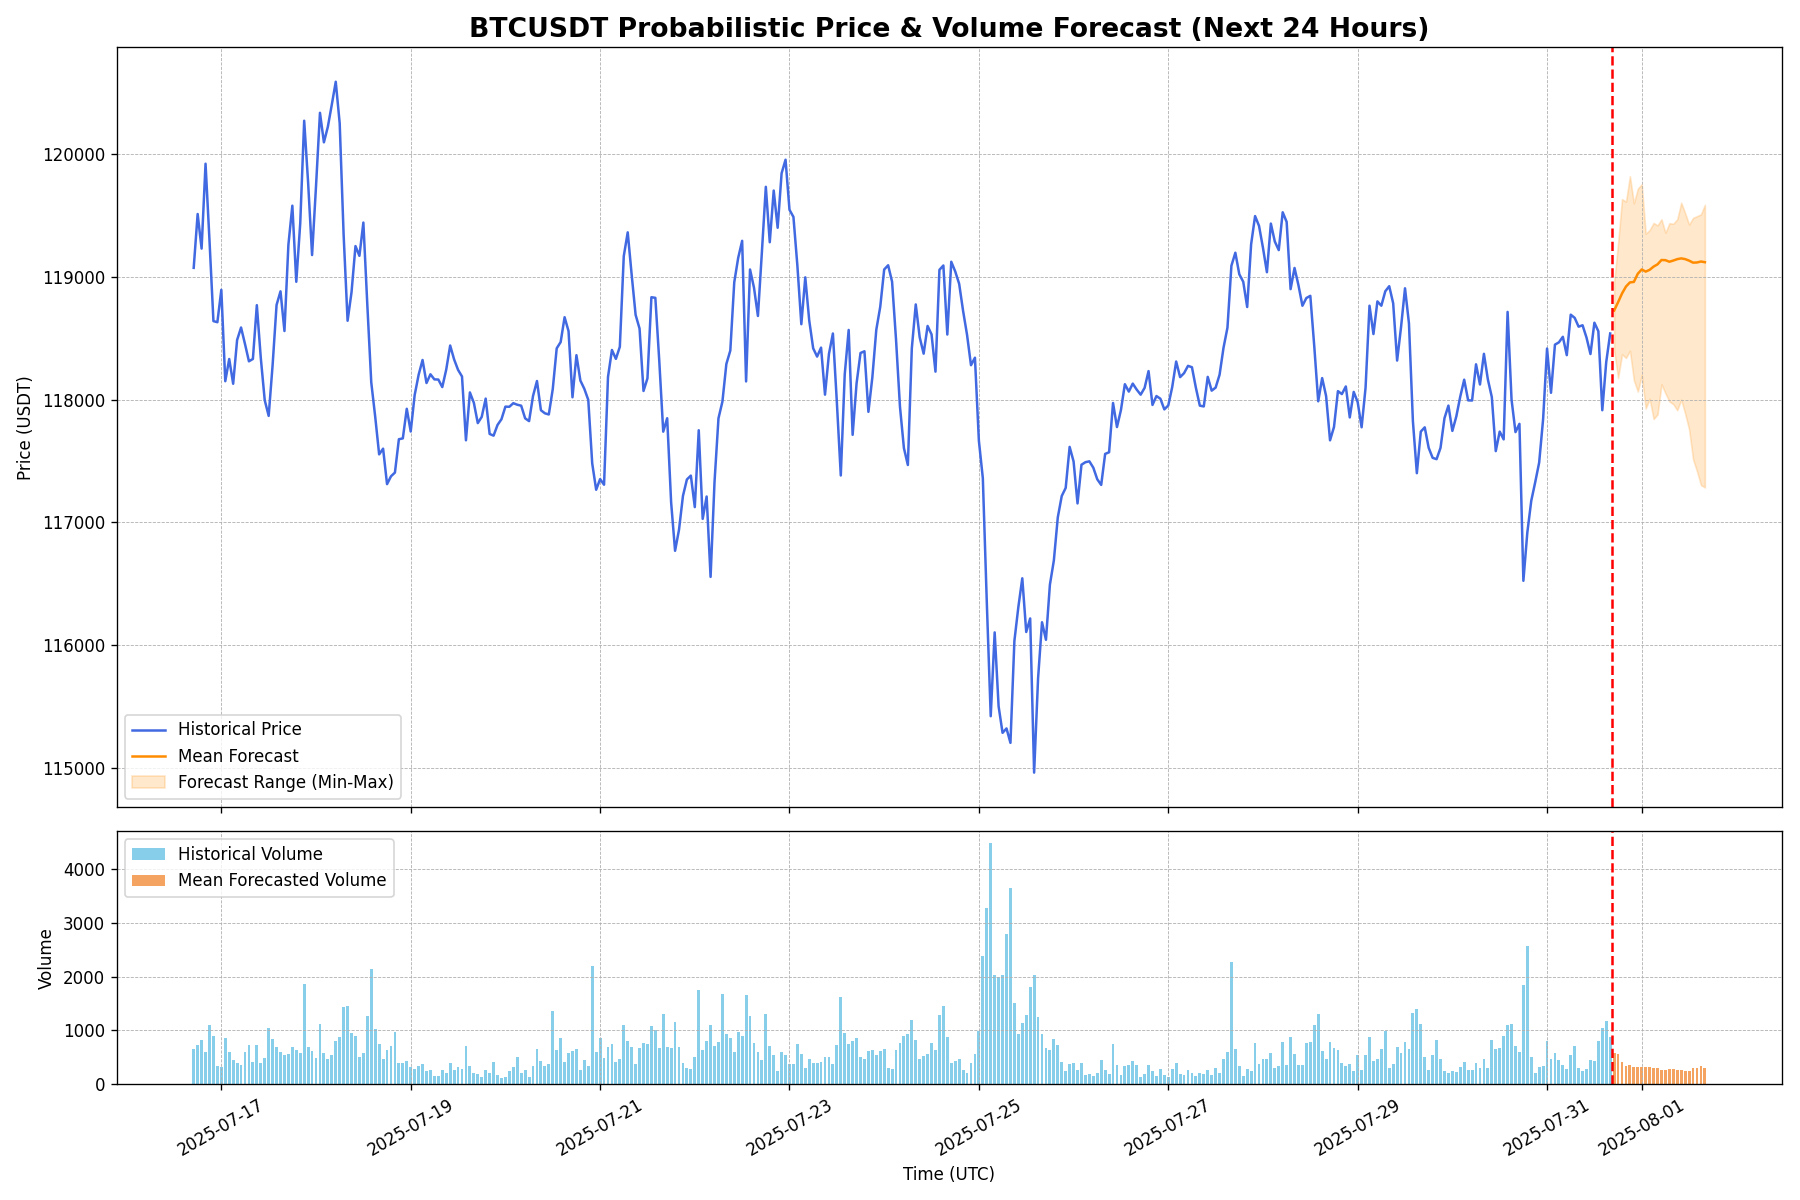 BTCUSDT Probabilistic Price & Volume Forecast (Next 24 Hours)
Price (USDT)
120000
119000
118000
117000
116000
115000
Historical Price
Mean Forecast
Forecast Range (Min-Max)
Volume
4000
3000
2000
1000
0
Historical Volume
Mean Forecasted Volume
2025-07-17
2025-07-19
2025-07-21
2025-07-23
2025-07-25
2025-07-27
2025-07-29
2025-07-31
2025-08-01
Time (UTC)